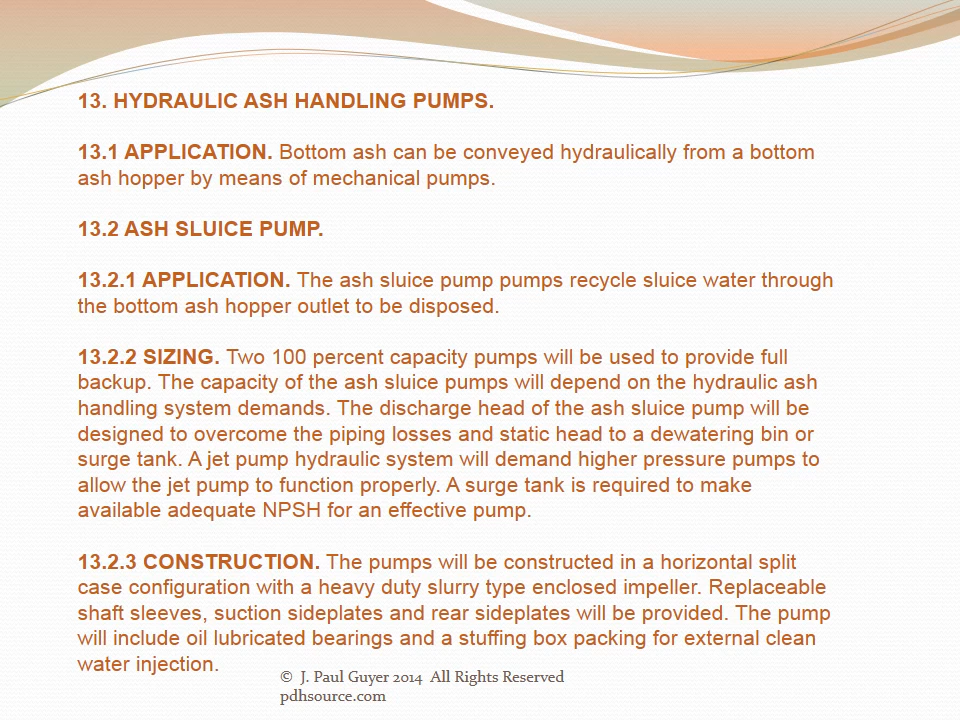 13. HYDRAULIC ASH HANDLING PUMPS.
13.1 APPLICATION. Bottom ash can be conveyed hydraulically from a bottom
ash hopper by means of mechanical pumps.
13.2 ASH SLUICE PUMP.
13.2.1 APPLICATION. The ash sluice pump pumps recycle sluice water through
the bottom ash hopper outlet to be disposed.
13.2.2 SIZING. Two 100 percent capacity pumps will be used to provide full
backup. The capacity of the ash sluice pumps will depend on the hydraulic ash
handling system demands. The discharge head of the ash sluice pump will be
designed to overcome the piping losses and static head to a dewatering bin or
surge tank. A jet pump hydraulic system will demand higher pressure pumps to
allow the jet pump to function properly. A surge tank is required to make
available adequate NPSH for an effective pump.
13.2.3 CONSTRUCTION. The pumps will be constructed in a horizontal split
case configuration with a heavy duty slurry type enclosed impeller. Replaceable
shaft sleeves, suction sideplates and rear sideplates will be provided. The pump
will include oil lubricated bearings and a stuffing box packing for external clean
water injection.
© J. Paul Guyer 2014 All Rights Reserved
pdhsource.com